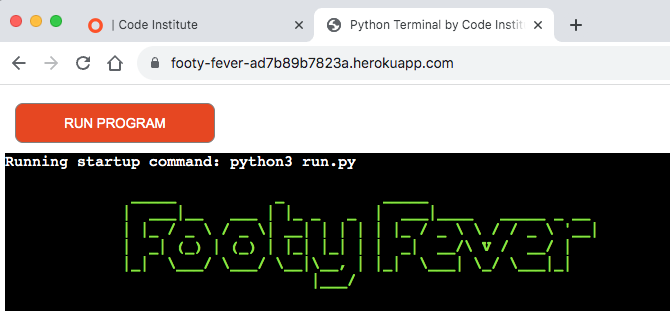 | Code Institute
Python Terminal by Code Instit
footy-fever-ad7b89b7823a.herokuapp.com
RUN PROGRAM
Running startup command: python3 run.py
Footy Fever